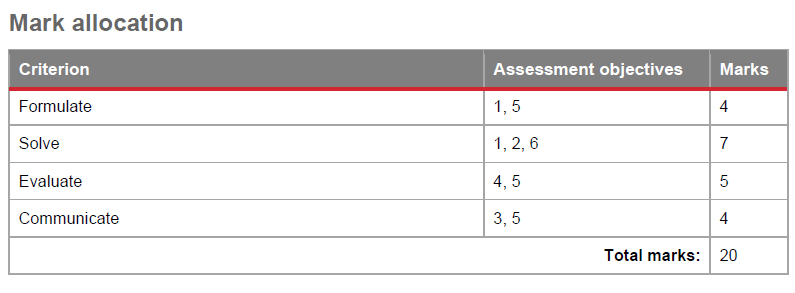 Mark allocation
Criterion Assessment objectives Marks
Formulate 1, 5 4
Solve 1, 2, 6 7
Evaluate 4, 5 5
Communicate 3, 5 4
Total marks: 20